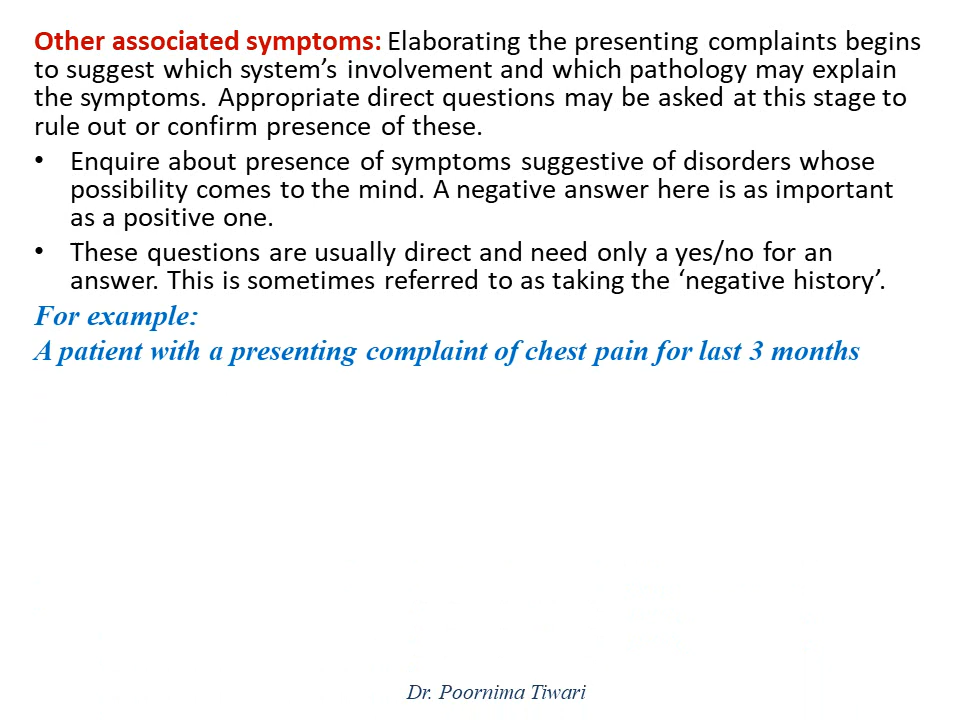 Other associated symptoms: Elaborating the presenting complaints begins
to suggest which system’s involvement and which pathology may explain
the symptoms. Appropriate direct questions may be asked at this stage to
rule out or confirm presence of these.
• Enquire about presence of symptoms suggestive of disorders whose
possibility comes to the mind. A negative answer here is as important
as a positive one.
• These questions are usually direct and need only a yes/no for an
answer. This is sometimes referred to as taking the ‘negative history’.
For example:
A patient with a presenting complaint of chest pain for last 3 months
Dr. Poornima Tiwari